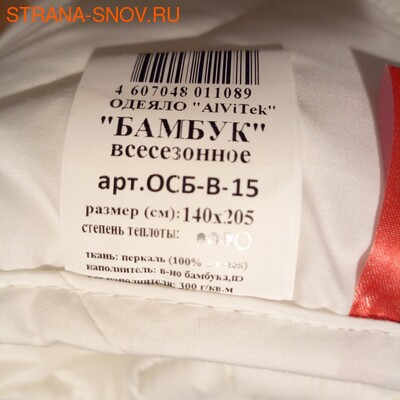 STRANA-SNOV.RU
4 607048 011089
ОДЕЯЛО "AlViTek"
"БАМБУК"
всесезонное
арт.ОСБ-В-15
размер (см):140х205
степень теплоты:
ткань: перкаль (100%
наполнитель: в-но бамбука,пэ
наполнителя: 300 г/кв.м